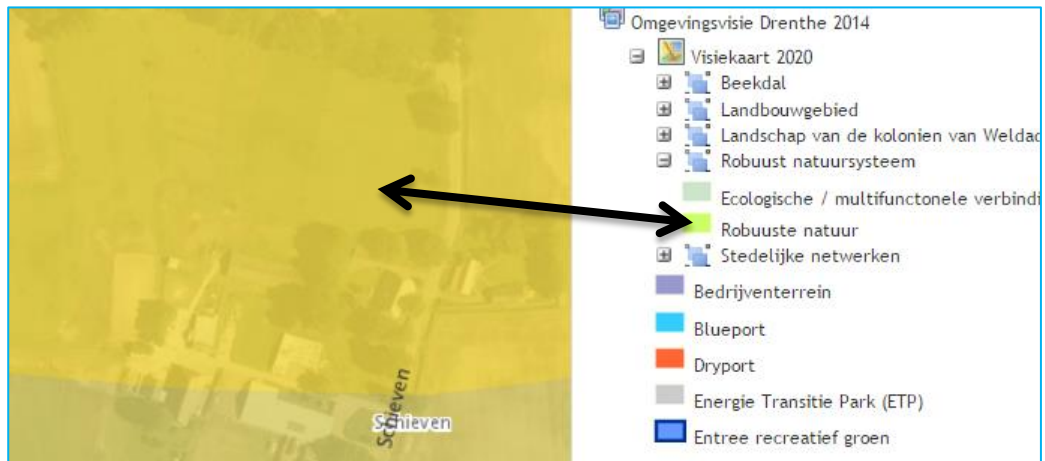 Omgevingsvisie Drenthe 2014
Visiekaart 2020
Beekdal
Landbouwgebied
Landschap van de kolonien van Weldad
Robuust natuursysteem
Ecologische / multifunctonele verbindi
Robuuste natuur
Stedelijke netwerken
Bedrijventerrein
Blueport
Dryport
Energie Transitie Park (ETP)
Entree recreatief groen
Schieven
Schieven